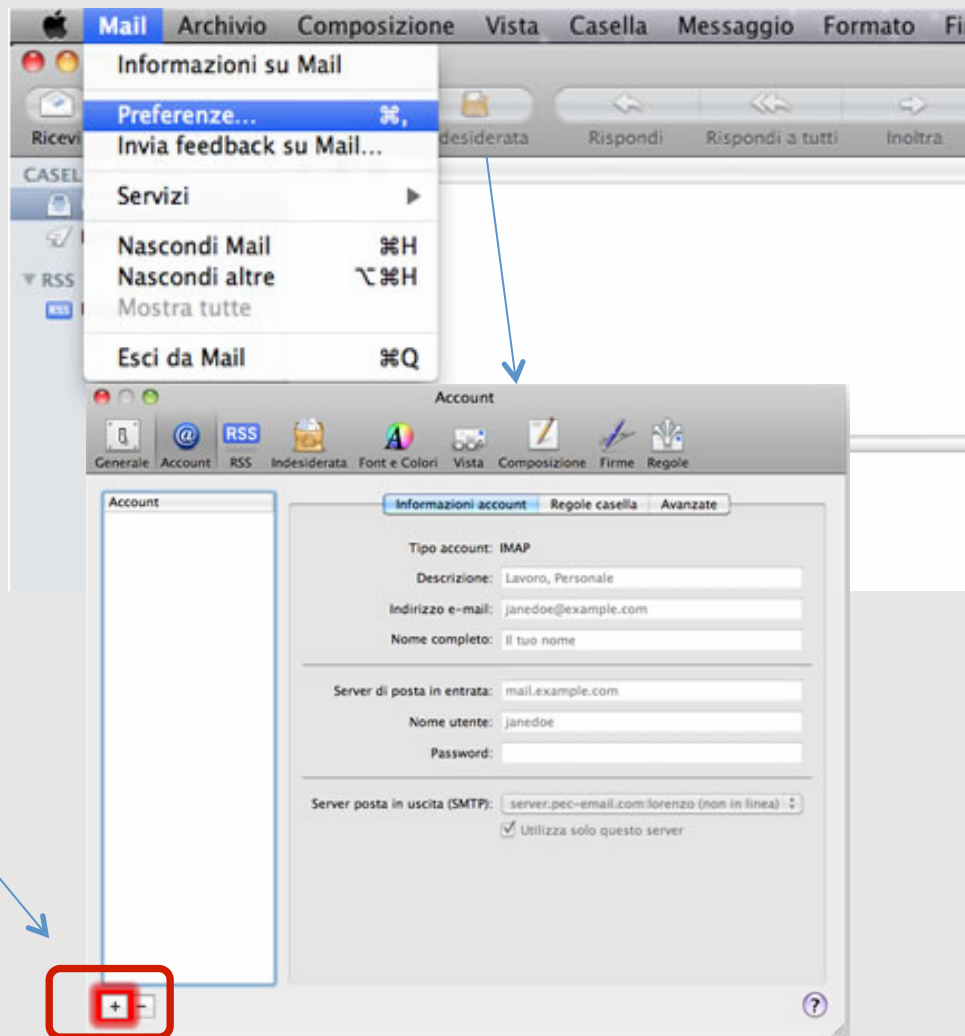 Mail Archivio Composizione Vista Casella Messaggio Formato
Informazioni su Mail
Preferenze... ⌘,
Ricevi desiderata Rispondi Rispondi a tutti Inoltra
Invia feedback su Mail...
CASEL
Servizi ▶
Nascondi Mail ⌘H
RSS
Nascondi altre ⌥⌘H
RSS
Mostra tutte
Esci da Mail ⌘Q
Account
RSS
Generale Account RSS Indesiderata Font e Colori Vista Composizione Firme Regole
Account
Informazioni account Regole casella Avanzate
Tipo account: IMAP
Descrizione: Lavoro, Personale
Indirizzo e-mail: janedoe@example.com
Nome completo: Il tuo nome
Server di posta in entrata: mail.example.com
Nome utente: janedoe
Password:
Server posta in uscita (SMTP): server.pec-email.com:lorenzo (non in linea)
Utilizza solo questo server
+ -
?